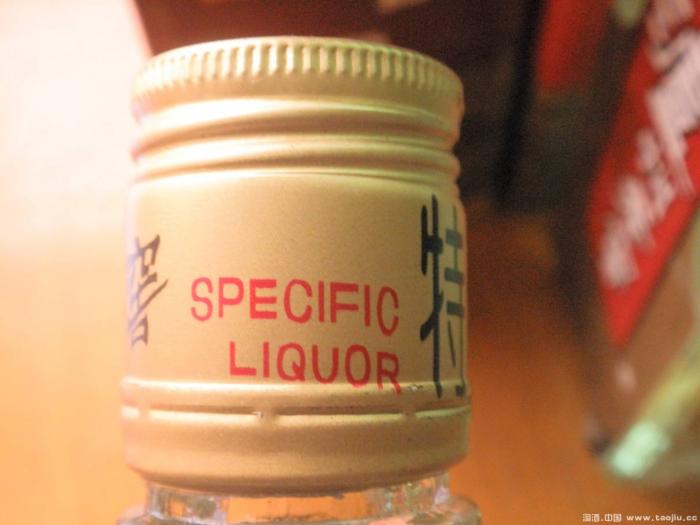 窖
SPECIFIC
LIQUOR
特
淘酒.中国 www.taojiu.cc